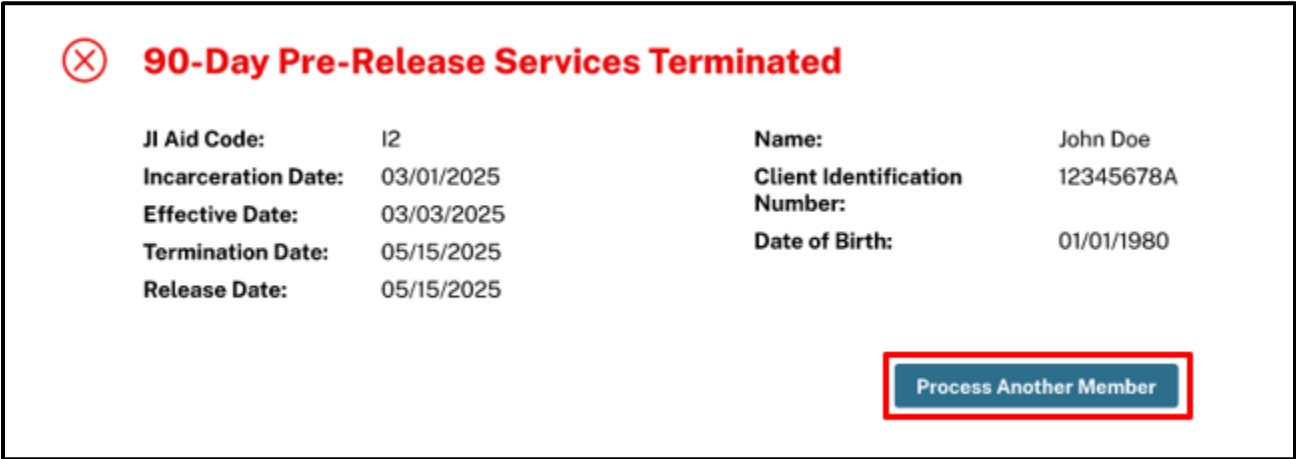 90-Day Pre-Release Services Terminated
JI Aid Code: I2
Incarceration Date: 03/01/2025
Effective Date: 03/03/2025
Termination Date: 05/15/2025
Release Date: 05/15/2025
Name: John Doe
Client Identification 12345678A
Number:
Date of Birth: 01/01/1980
Process Another Member